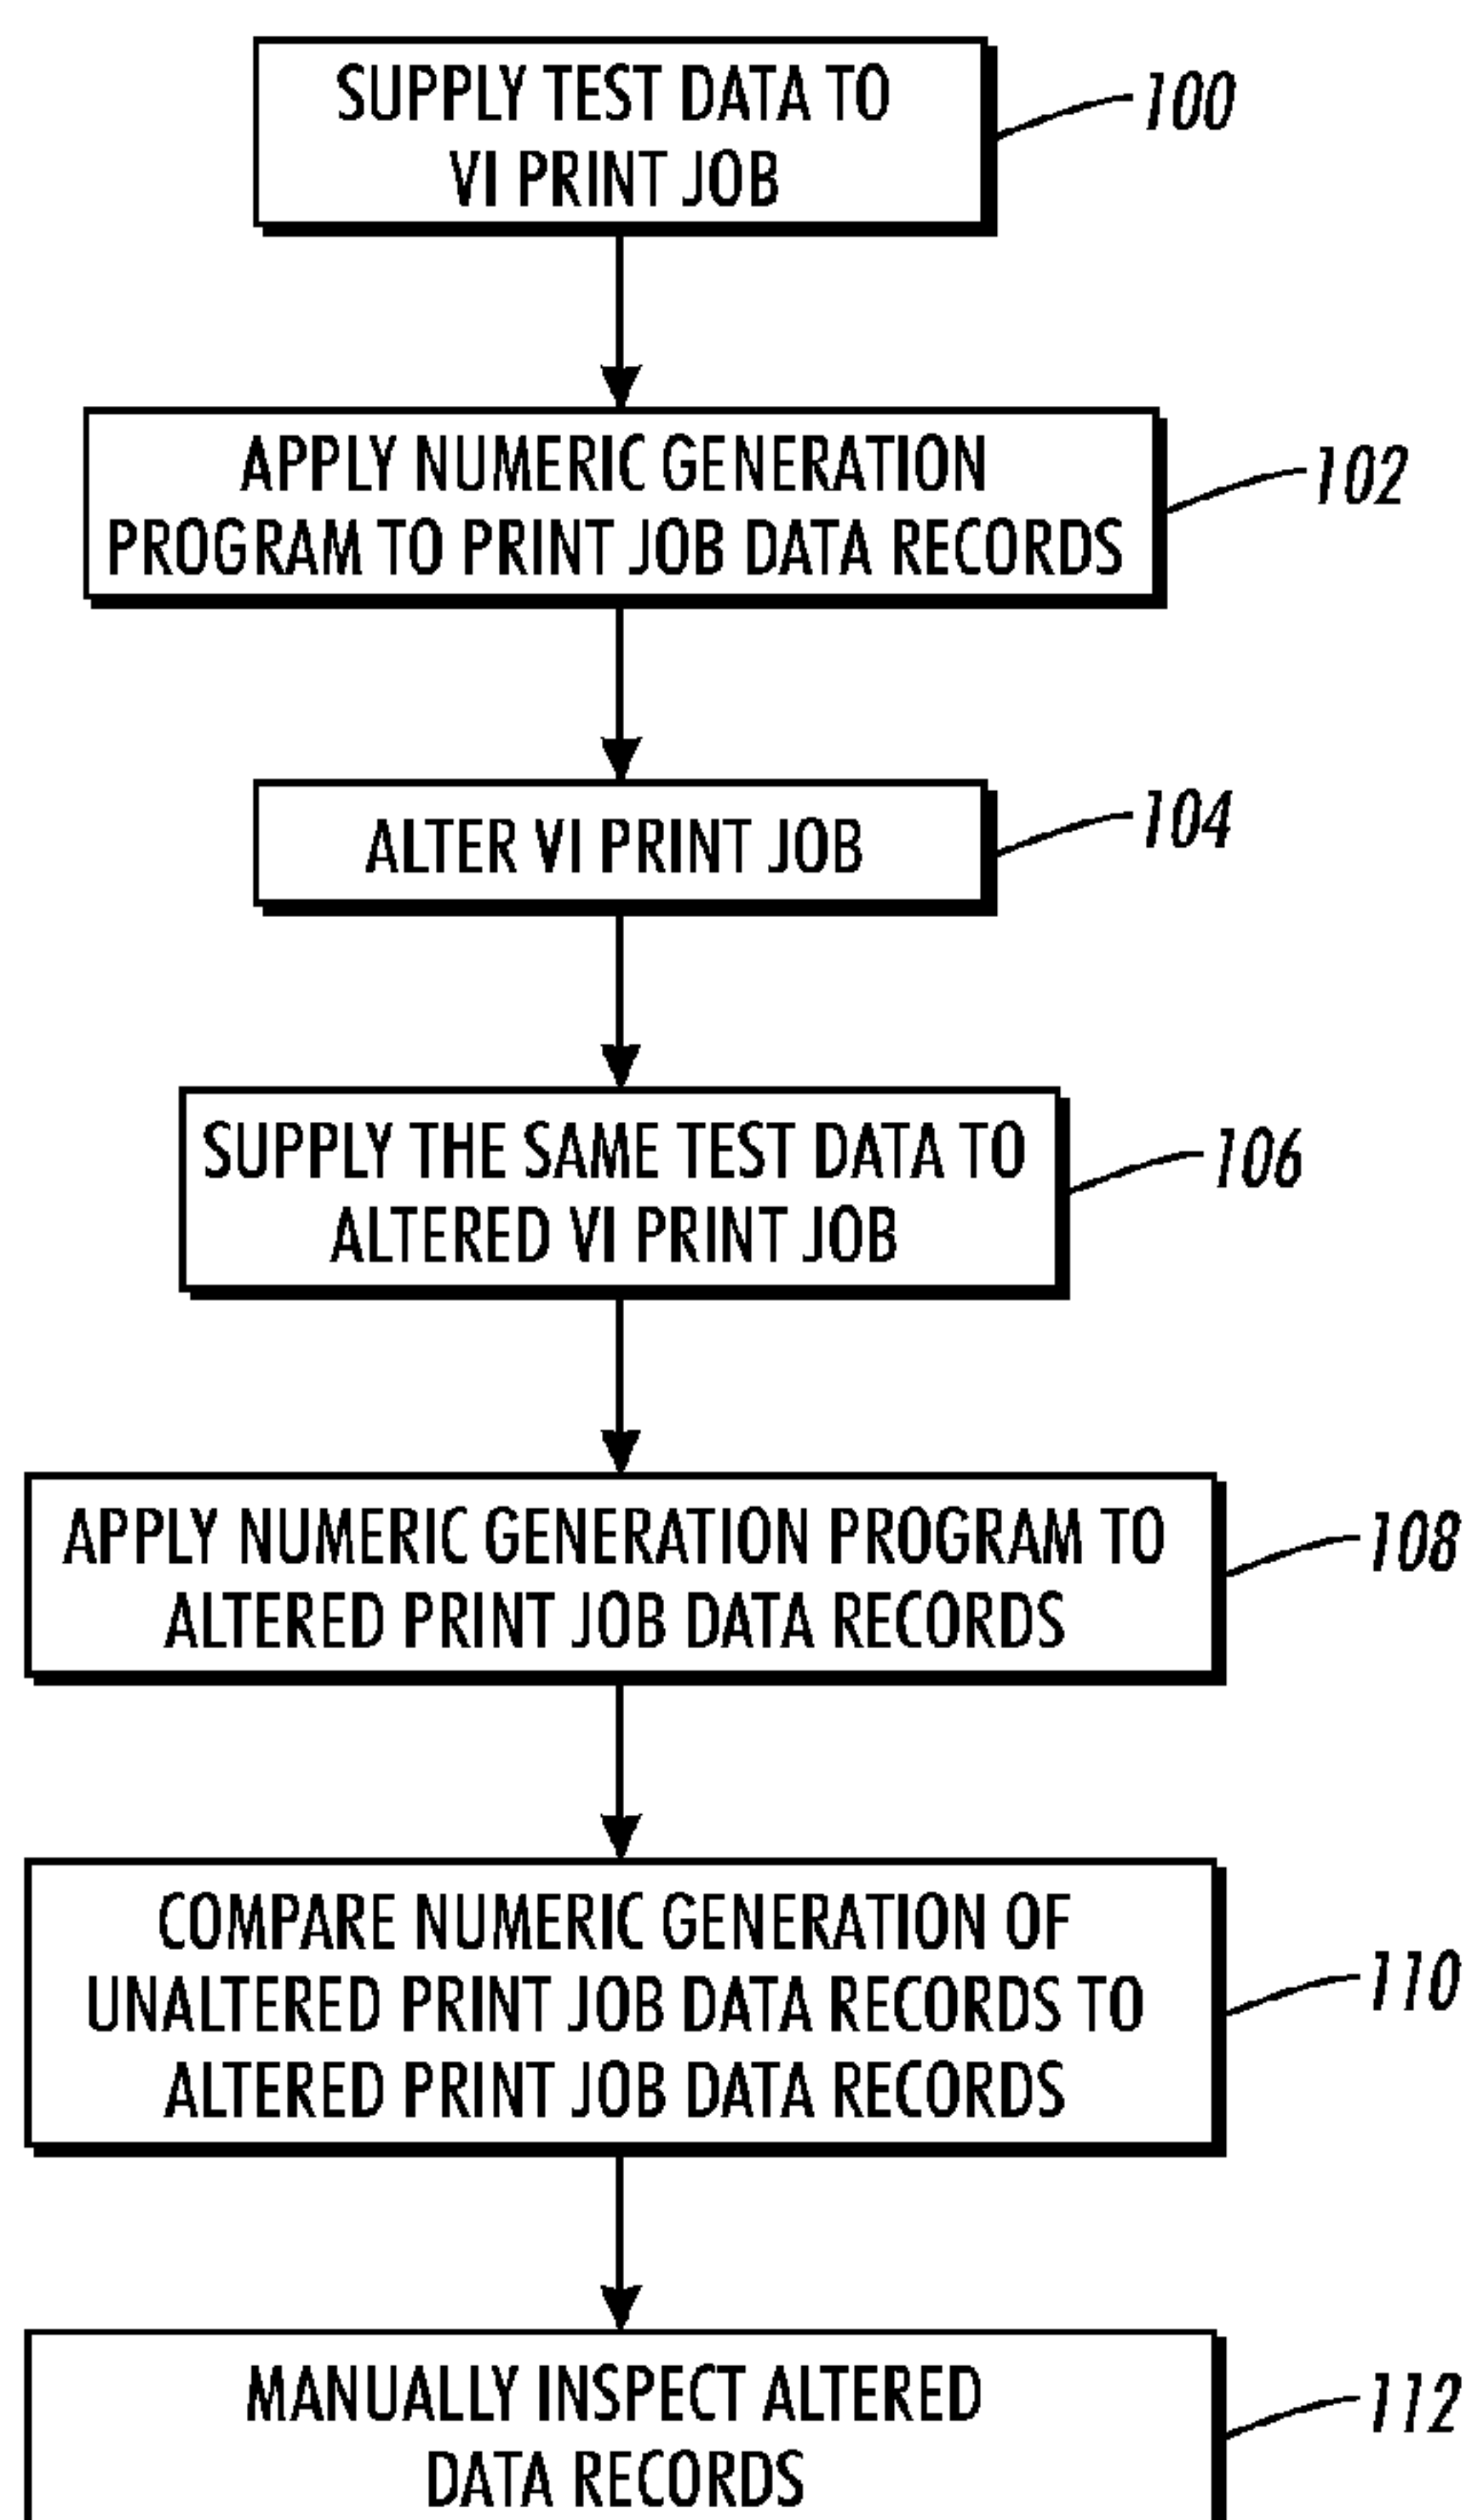 SUPPLY TEST DATA TO
VI PRINT JOB
100
APPLY NUMERIC GENERATION
PROGRAM TO PRINT JOB DATA RECORDS
102
ALTER VI PRINT JOB
104
SUPPLY THE SAME TEST DATA TO
ALTERED VI PRINT JOB
106
APPLY NUMERIC GENERATION PROGRAM TO
ALTERED PRINT JOB DATA RECORDS
108
COMPARE NUMERIC GENERATION OF
UNALTERED PRINT JOB DATA RECORDS TO
ALTERED PRINT JOB DATA RECORDS
110
MANUALLY INSPECT ALTERED
DATA RECORDS
112